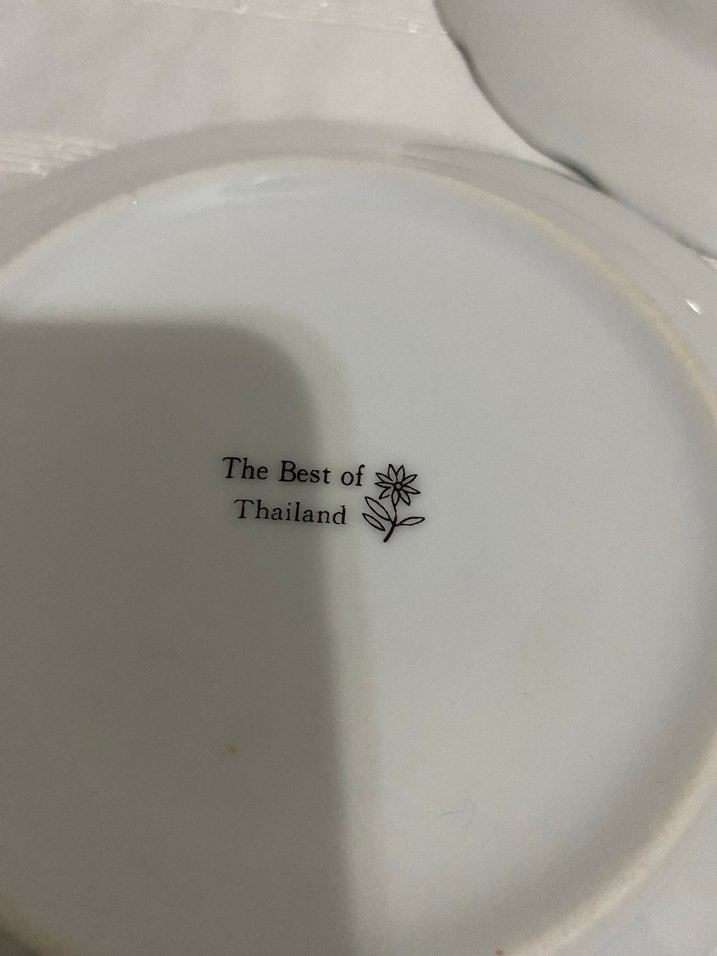 The Best of
Thailand